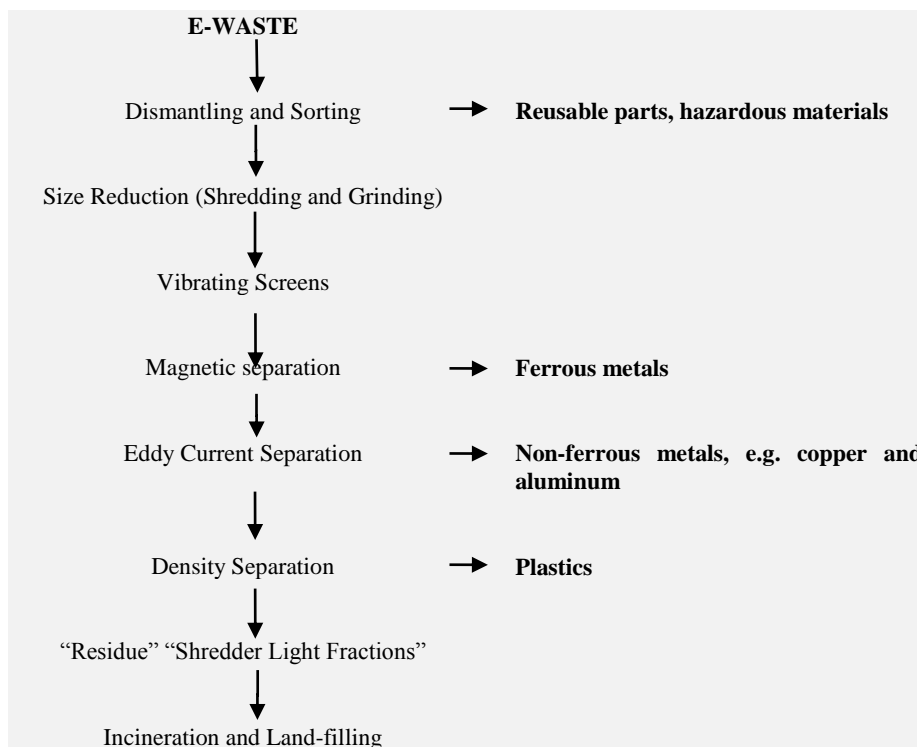 E-WASTE
Dismantling and Sorting
Reusable parts, hazardous materials
Size Reduction (Shredding and Grinding)
Vibrating Screens
Magnetic separation
Ferrous metals
Eddy Current Separation
Non-ferrous metals, e.g. copper and
aluminum
Density Separation
Plastics
“Residue” “Shredder Light Fractions”
Incineration and Land-filling